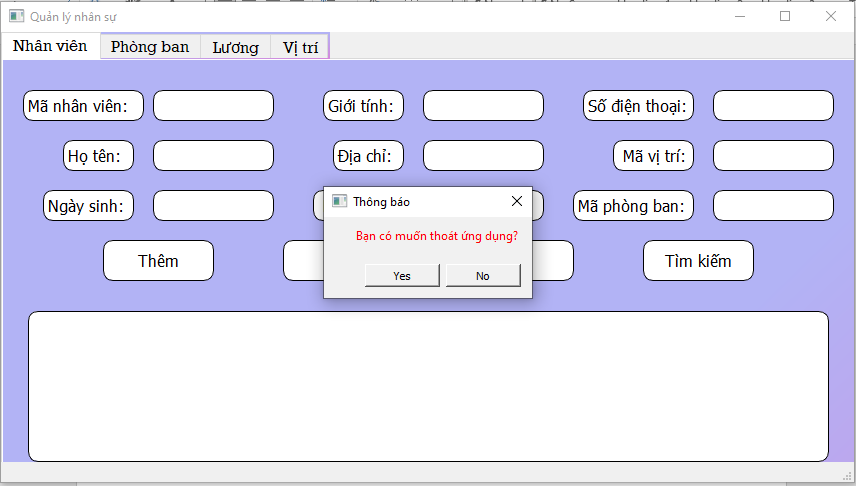 Quản lý nhân sự
Nhân viên Phòng ban Lương Vị trí
Mã nhân viên: Giới tính: Số điện thoại:
Họ tên: Địa chỉ: Mã vị trí:
Ngày sinh: Mã phòng ban:
Thông báo
Bạn có muốn thoát ứng dụng?
Yes No
Thêm Tìm kiếm